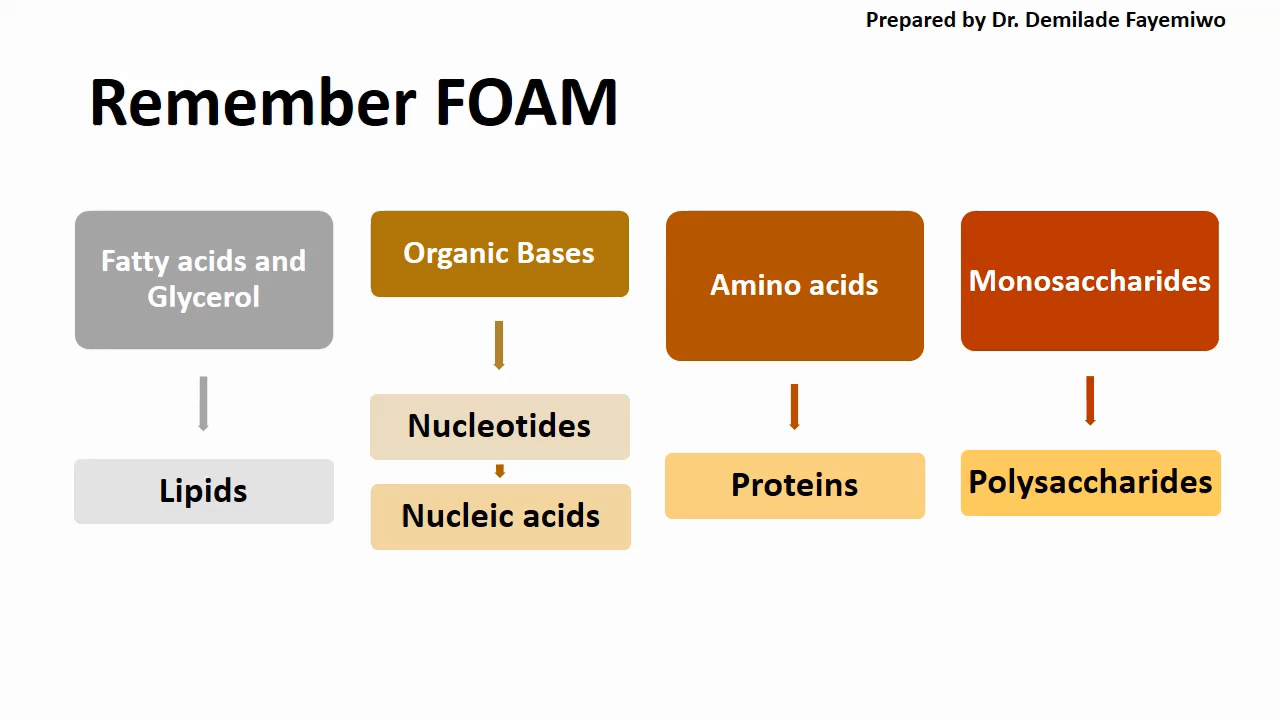 Prepared by Dr. Demilade Fayemiwo
Remember FOAM
Fatty acids and
Glycerol
Lipids
Organic Bases
Nucleotides
Nucleic acids
Amino acids
Proteins
Monosaccharides
Polysaccharides